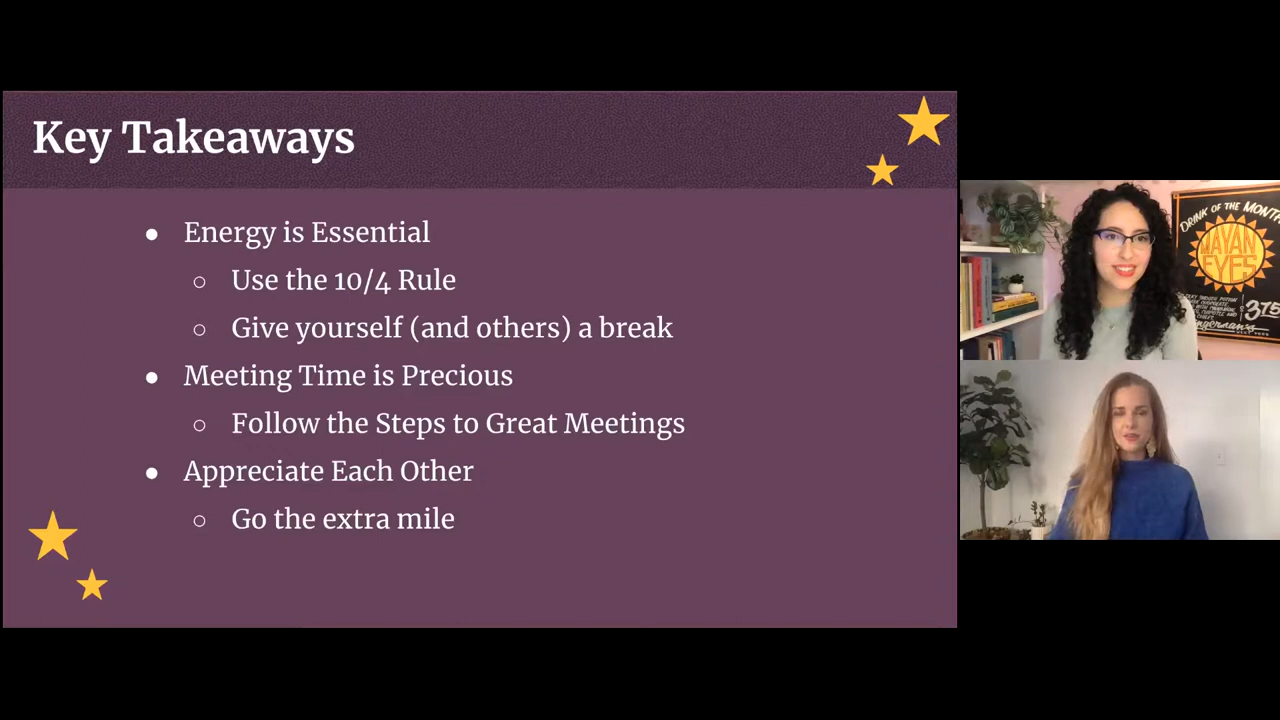 Key Takeaways
● Energy is Essential
○ Use the 10/4 Rule
○ Give yourself (and others) a break
● Meeting Time is Precious
○ Follow the Steps to Great Meetings
● Appreciate Each Other
○ Go the extra mile
DRINK OF THE MONTH
MAYAN
EYES
$3.75